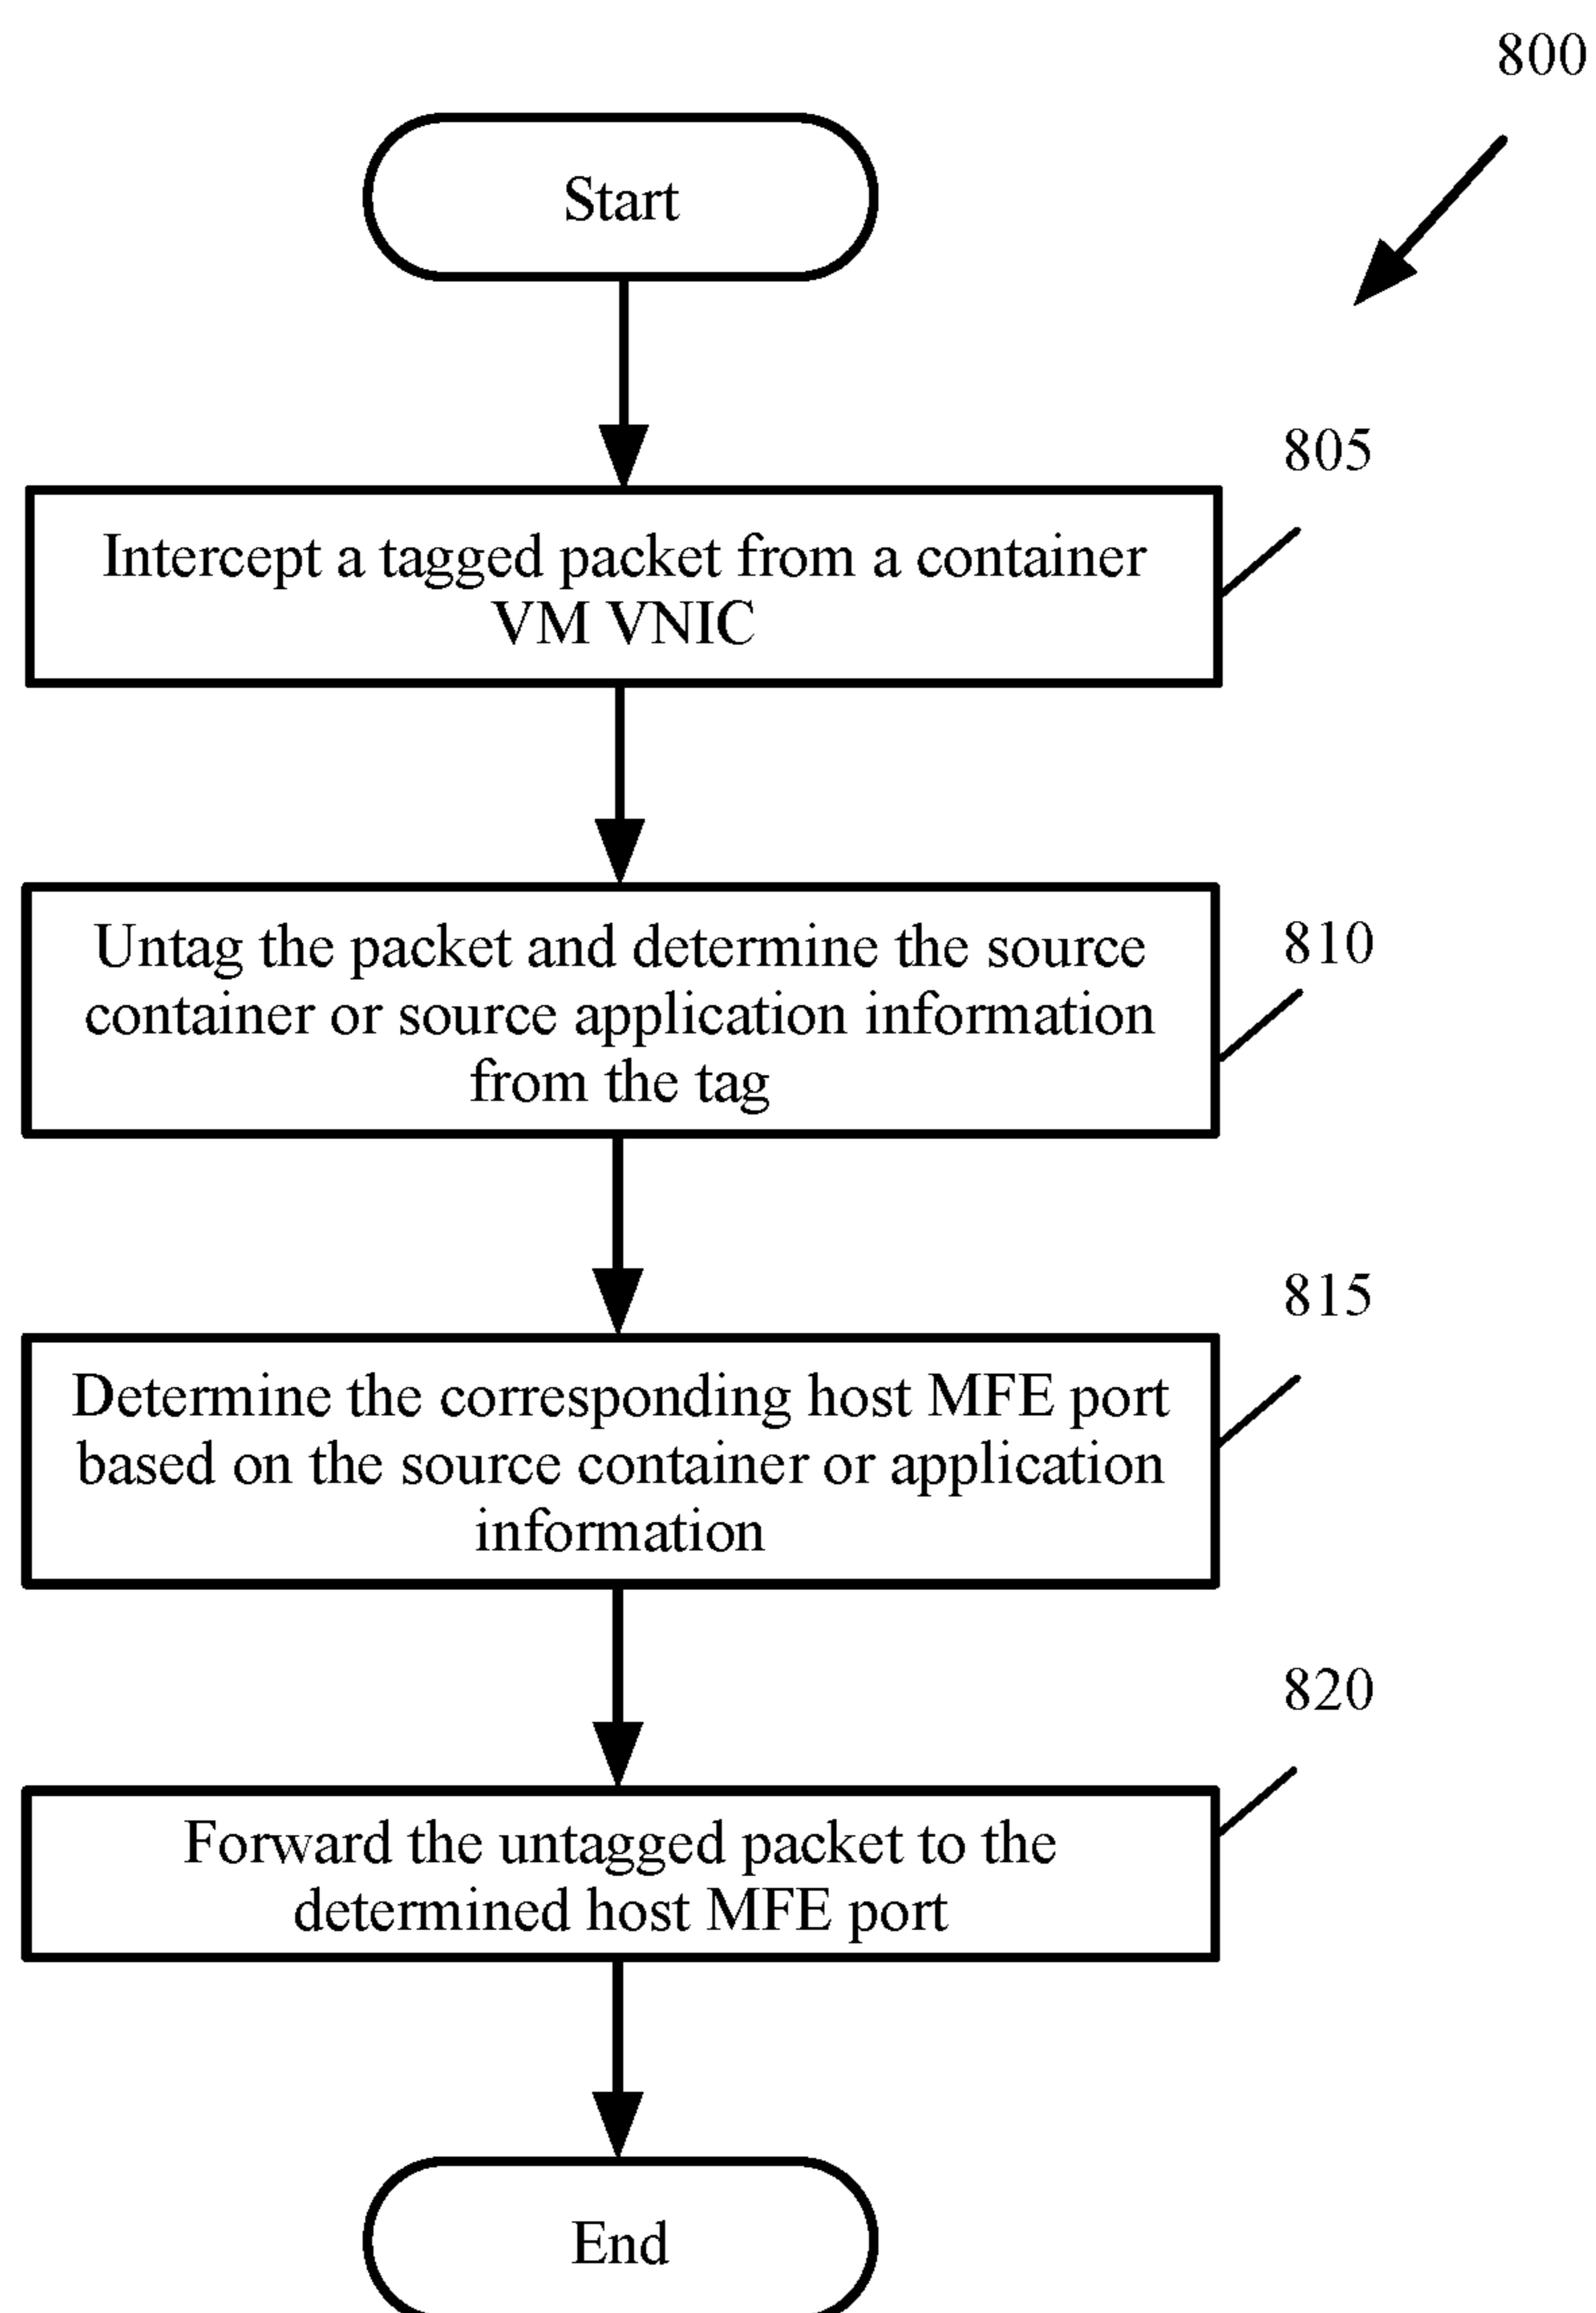 800
Start
805
Intercept a tagged packet from a container
VM VNIC
810
Untag the packet and determine the source
container or source application information
from the tag
815
Determine the corresponding host MFE port
based on the source container or application
information
820
Forward the untagged packet to the
determined host MFE port
End